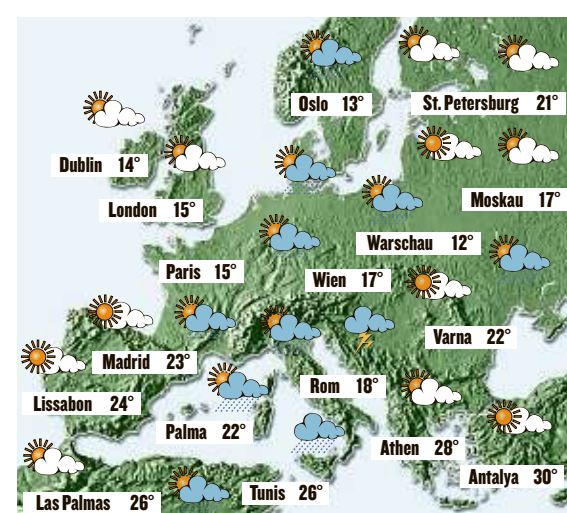 Oslo 13°
St. Petersburg 21°
Dublin 14°
Moskau 17°
London 15°
Warschau 12°
Paris 15°
Wien 17°
Varna 22°
Madrid 23°
Rom 18°
Lissabon 24°
Palma 22°
Athen 28°
Antalya 30°
Las Palmas 26°
Tunis 26°